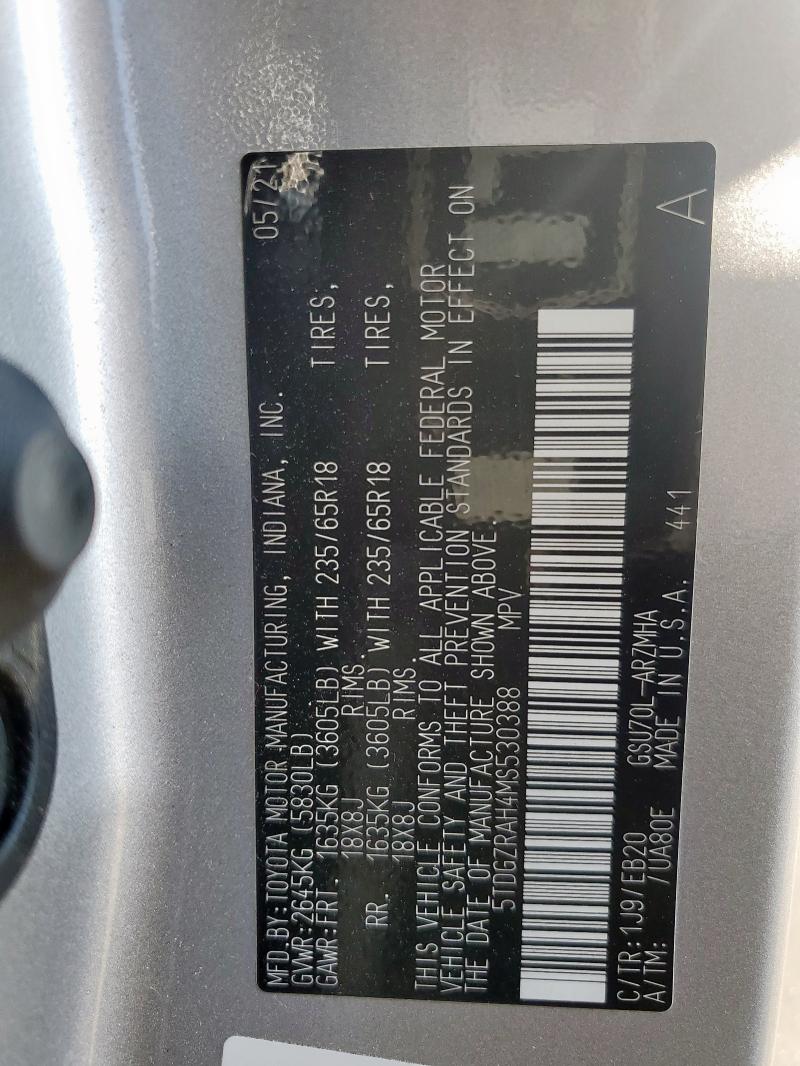 MFD.BY:TOYOTA MOTOR MANUFACTURING, INDIANA, INC. 05/21
GVWR:2645KG (5830LB)
GAWR:FRT. 1635KG (3605LB) WITH 235/65R18 TIRES,
18X8J RIMS.
RR. 1635KG (3605LB) WITH 235/65R18 TIRES,
18X8J RIMS.
THIS VEHICLE CONFORMS TO ALL APPLICABLE FEDERAL MOTOR
VEHICLE SAFETY AND THEFT PREVENTION STANDARDS IN EFFECT ON
THE DATE OF MANUFACTURE SHOWN ABOVE.
5TDGZRAH4MS530388 MPV
C/TR:1J9/EB20 GSU70L-ARZMHA
A/TM: /UA80E MADE IN U.S.A. 441 A